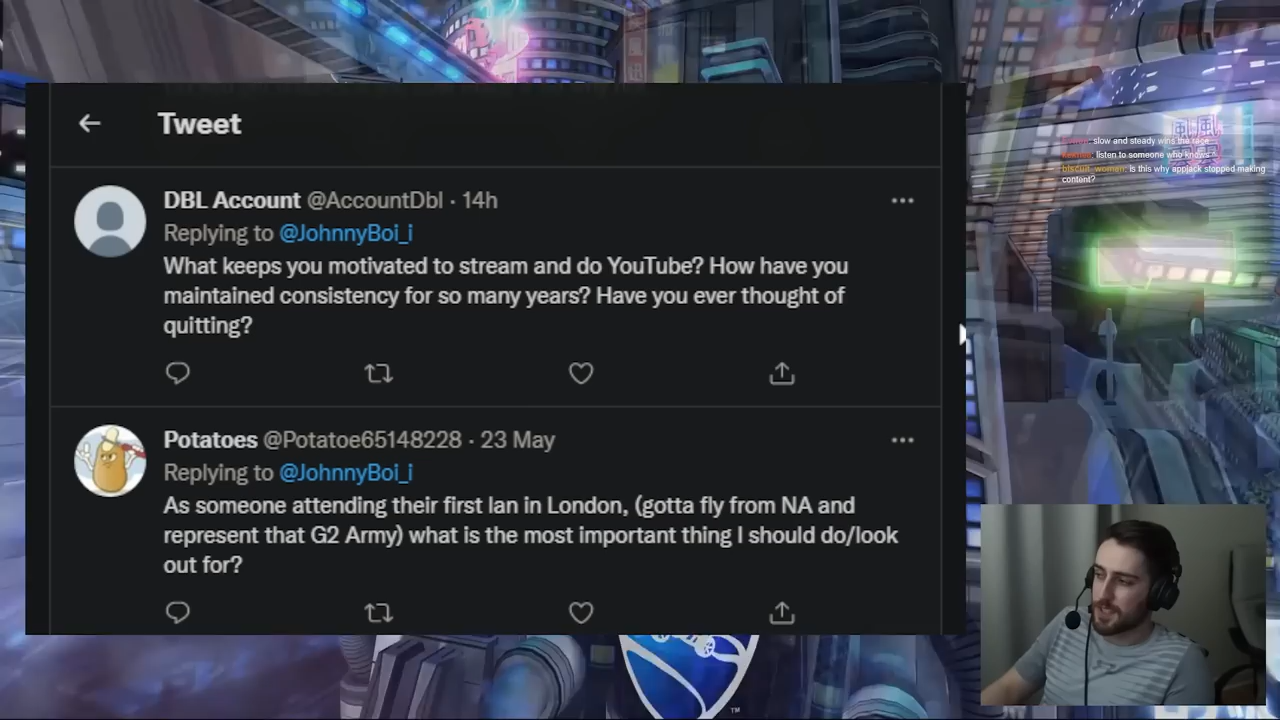 Tweet
DBL Account @AccountDbl · 14h
Replying to @JohnnyBoi_i
What keeps you motivated to stream and do YouTube? How have you
maintained consistency for so many years? Have you ever thought of
quitting?
Potatoes @Potatoe65148228 · 23 May
Replying to @JohnnyBoi_i
As someone attending their first lan in London, (gotta fly from NA and
represent that G2 Army) what is the most important thing I should do/look
out for?
slow and steady wins the race
listen to someone who knows
biscuit_woman: is this why appjack stopped making
content?
TM